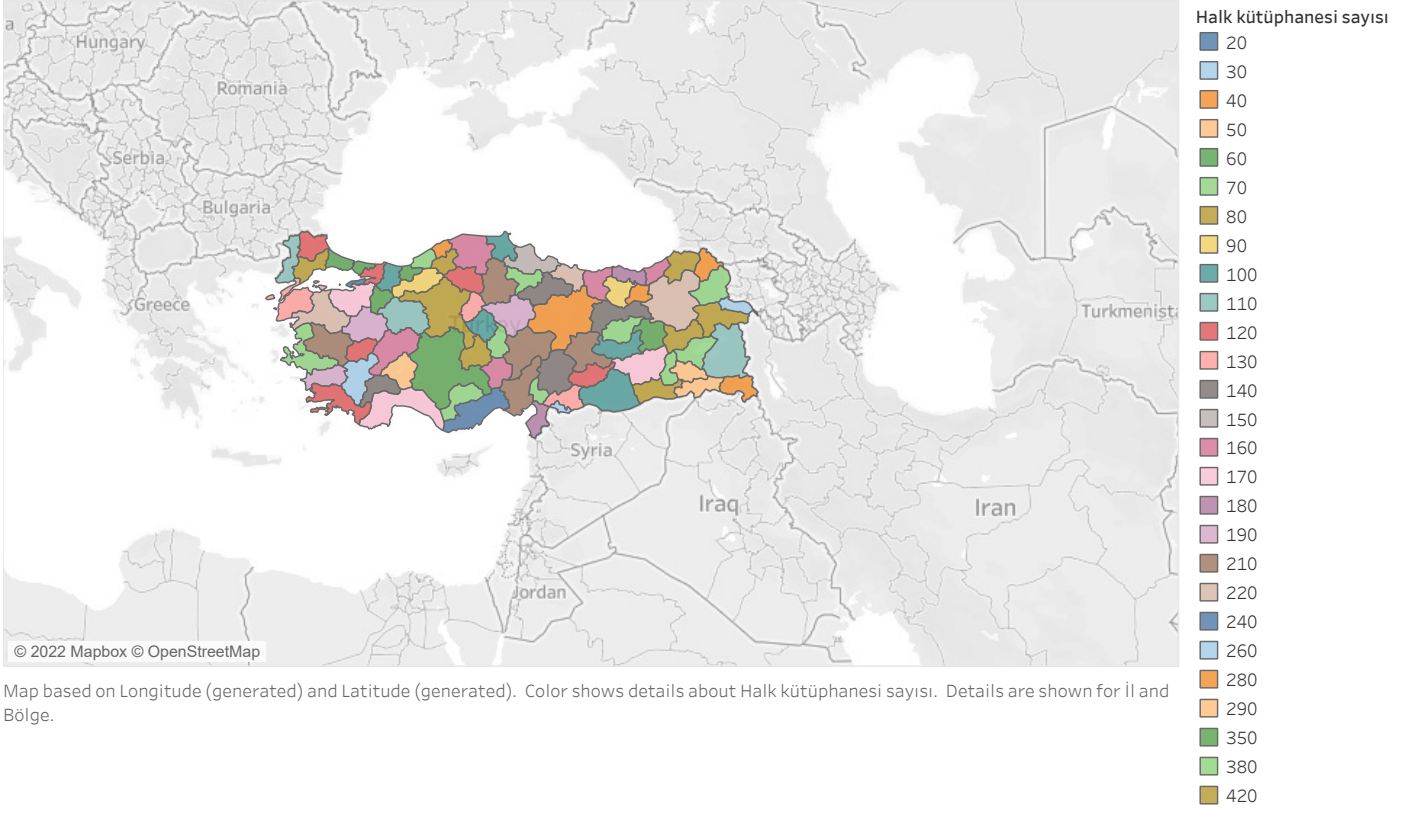 a
Hungary
Romania
Serbia
Bulgaria
Greece
Turkey
Turkmenista
Syria
Iraq
Iran
Jordan
© 2022 Mapbox © OpenStreetMap
Map based on Longitude (generated) and Latitude (generated). Color shows details about Halk kütüphanesi sayısı. Details are shown for İl and
Bölge.
Halk kütüphanesi sayısı
20
30
40
50
60
70
80
90
100
110
120
130
140
150
160
170
180
190
210
220
240
260
280
290
350
380
420